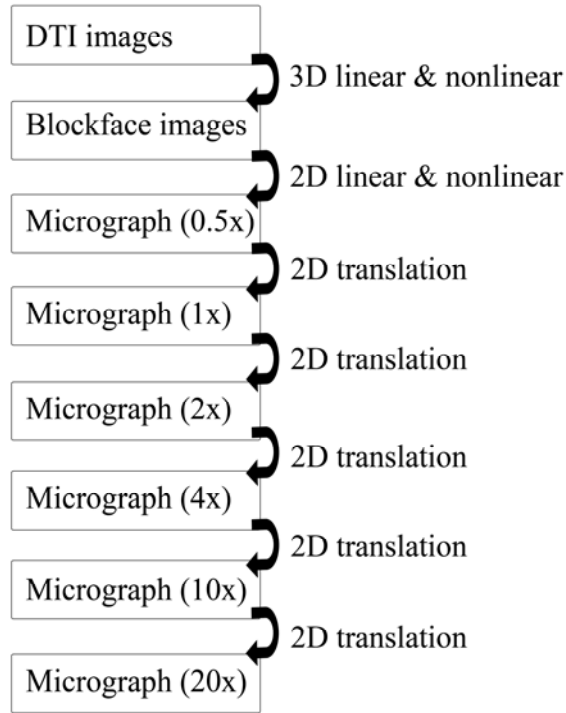 DTI images
3D linear & nonlinear
Blockface images
2D linear & nonlinear
Micrograph (0.5x)
2D translation
Micrograph (1x)
2D translation
Micrograph (2x)
2D translation
Micrograph (4x)
2D translation
Micrograph (10x)
2D translation
Micrograph (20x)